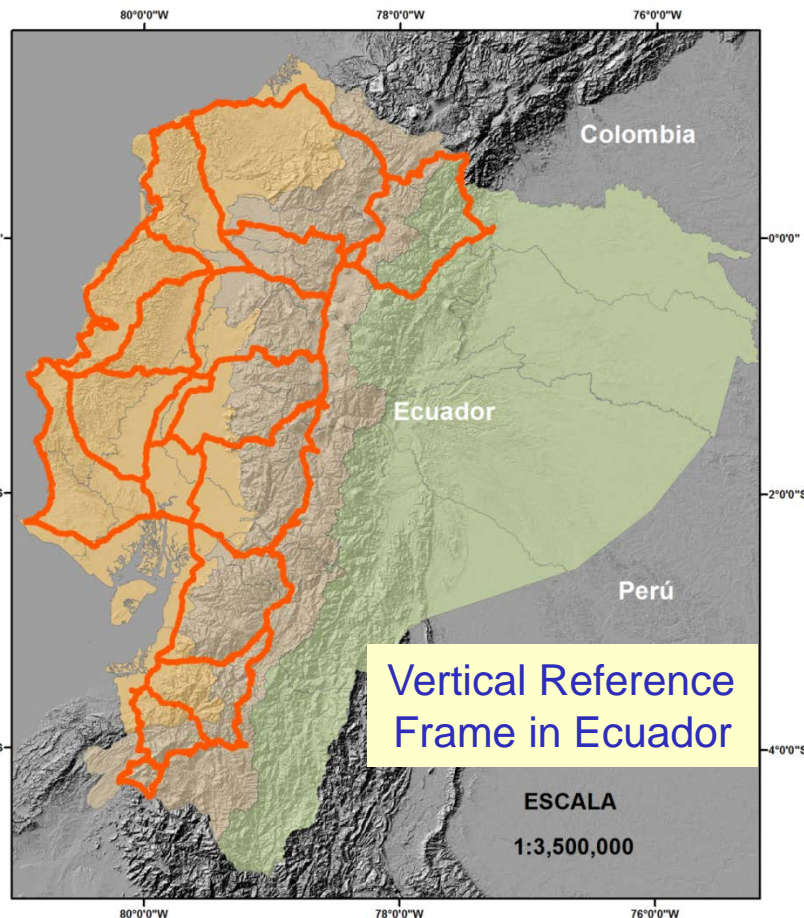 80°0'0"W 78°0'0"W 76°0'0"W
Colombia
0°0'0"
Ecuador
2°0'0"S
Perú
Vertical Reference
Frame in Ecuador
4°0'0"S
ESCALA
1:3,500,000
80°0'0"W 78°0'0"W 76°0'0"W